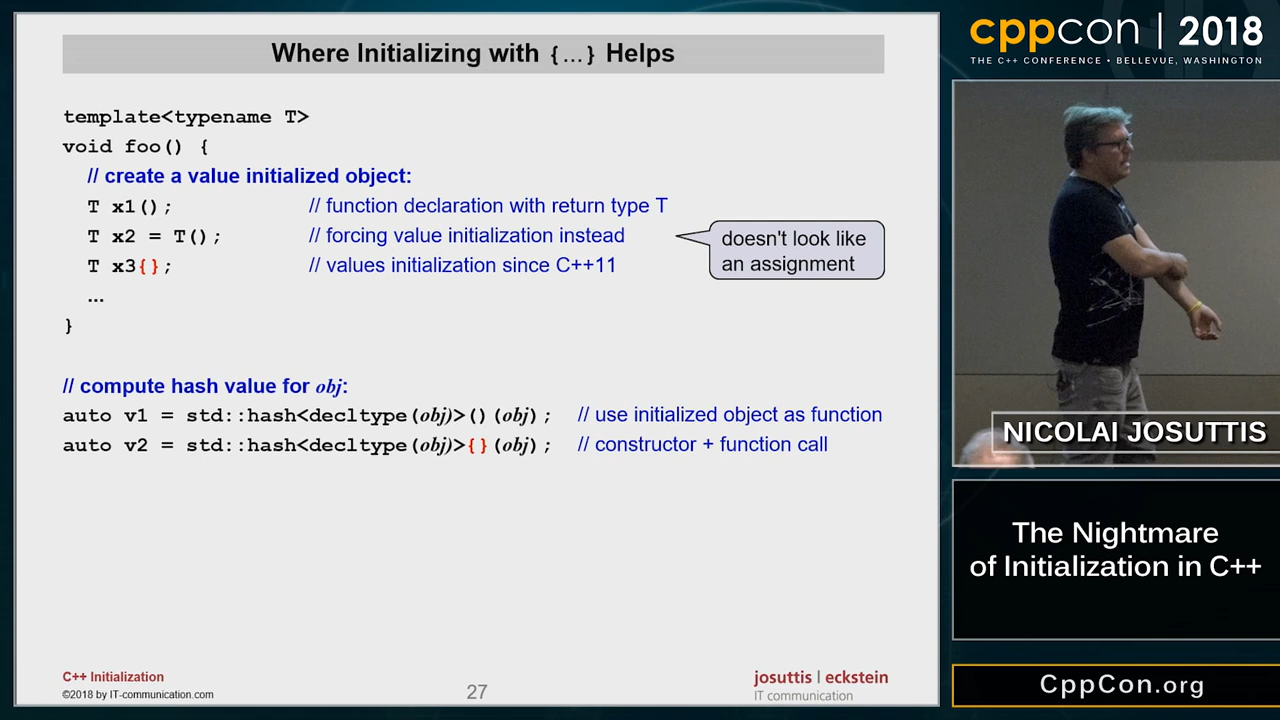 Where Initializing with {...} Helps
template<typename T>
void foo() {
// create a value initialized object:
T x1(); // function declaration with return type T
T x2 = T(); // forcing value initialization instead
T x3{}; // values initialization since C++11
...
}
doesn't look like
an assignment
// compute hash value for obj:
auto v1 = std::hash<decltype(obj)>()(obj); // use initialized object as function
auto v2 = std::hash<decltype(obj)>{}(obj); // constructor + function call
C++ Initialization
©2018 by IT-communication.com
27
josuttis | eckstein
IT communication
cppcon | 2018
THE C++ CONFERENCE • BELLEVUE, WASHINGTON
NICOLAI JOSUTTIS
The Nightmare
of Initialization in C++
CppCon.org